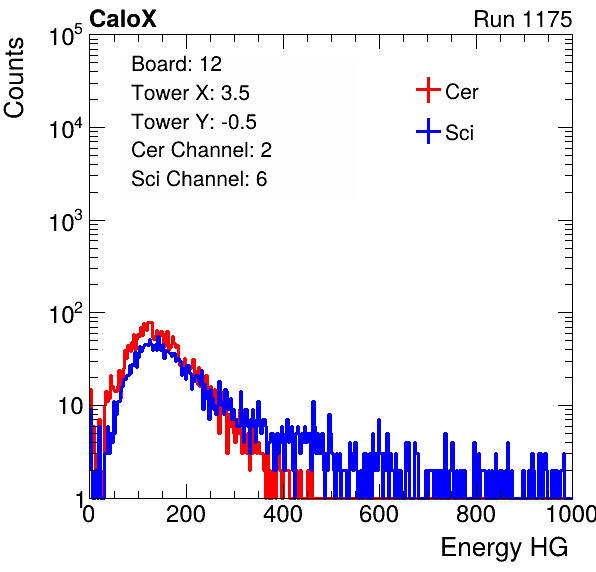 CaloX Run 1175
Counts
10^5
10^4
10^3
10^2
10
1
Board: 12
Tower X: 3.5
Tower Y: -0.5
Cer Channel: 2
Sci Channel: 6
Cer
Sci
0 200 400 600 800 1000
Energy HG